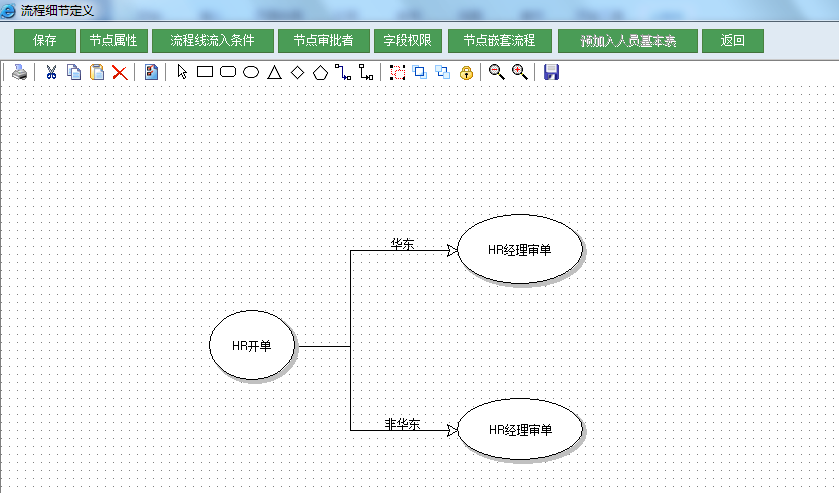 流程细节定义
保存
节点属性
流程线流入条件
节点审批者
字段权限
节点嵌套流程
预加入人员基本表
返回
华东
HR经理审单
HR开单
非华东
HR经理审单